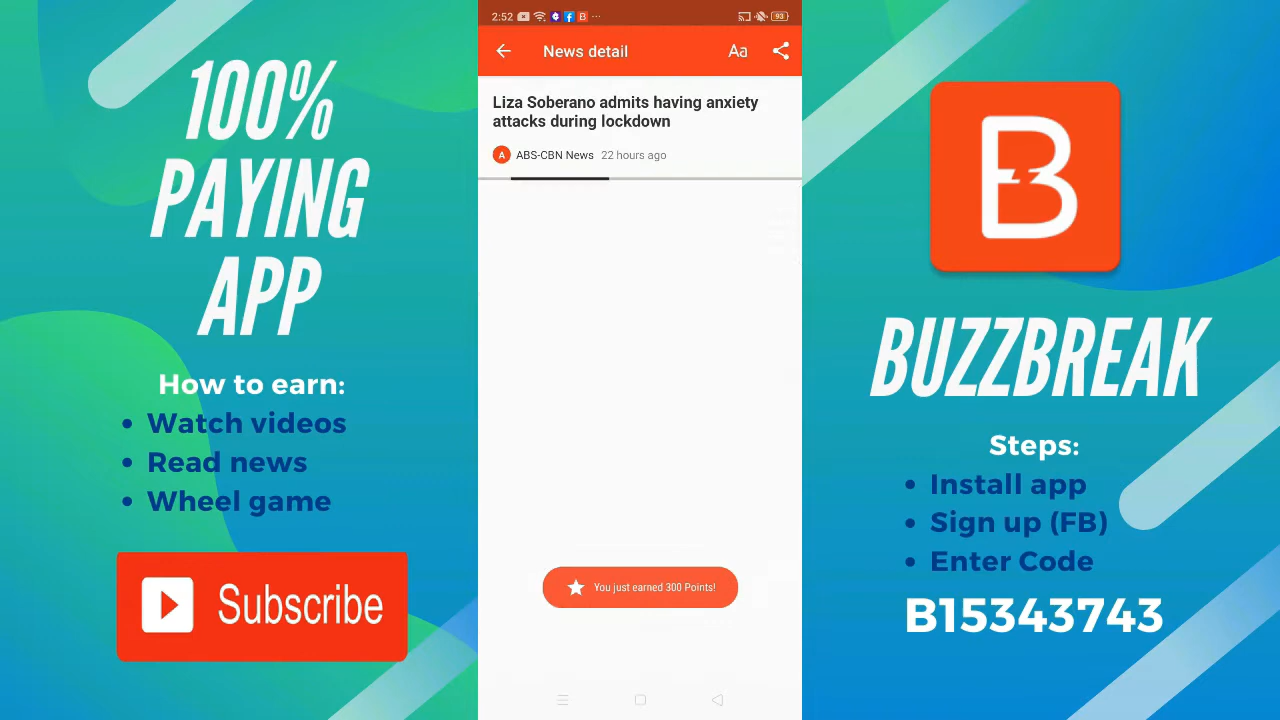 100%
PAYING
APP
How to earn:
• Watch videos
• Read news
• Wheel game
Subscribe
2:52
B
···
93
News detail
Aa
Liza Soberano admits having anxiety
attacks during lockdown
A ABS-CBN News 22 hours ago
You just earned 300 Points!
B
BUZZBREAK
Steps:
• Install app
• Sign up (FB)
• Enter Code
B15343743